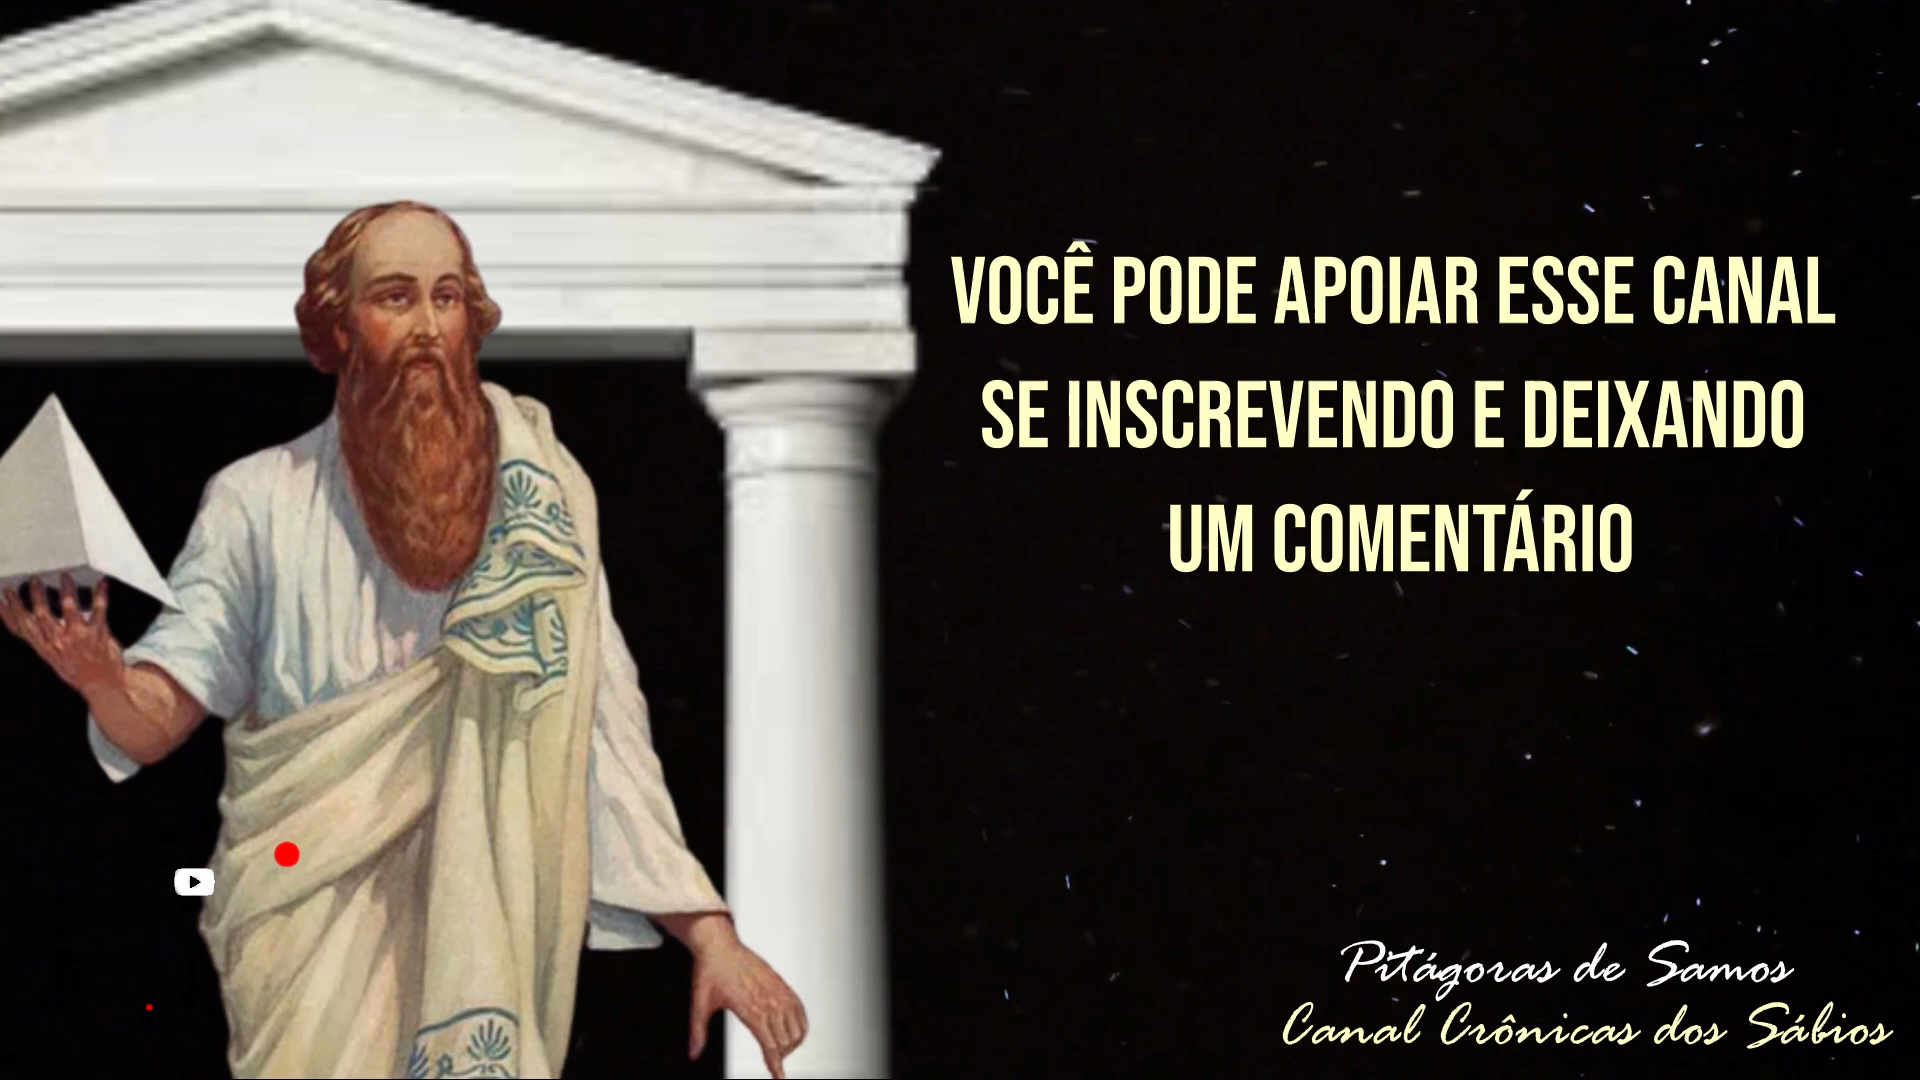 VOCÊ PODE APOIAR ESSE CANAL
SE INSCREVENDO E DEIXANDO
UM COMENTÁRIO
Pitágoras de Samos
Canal Crônicas dos Sábios